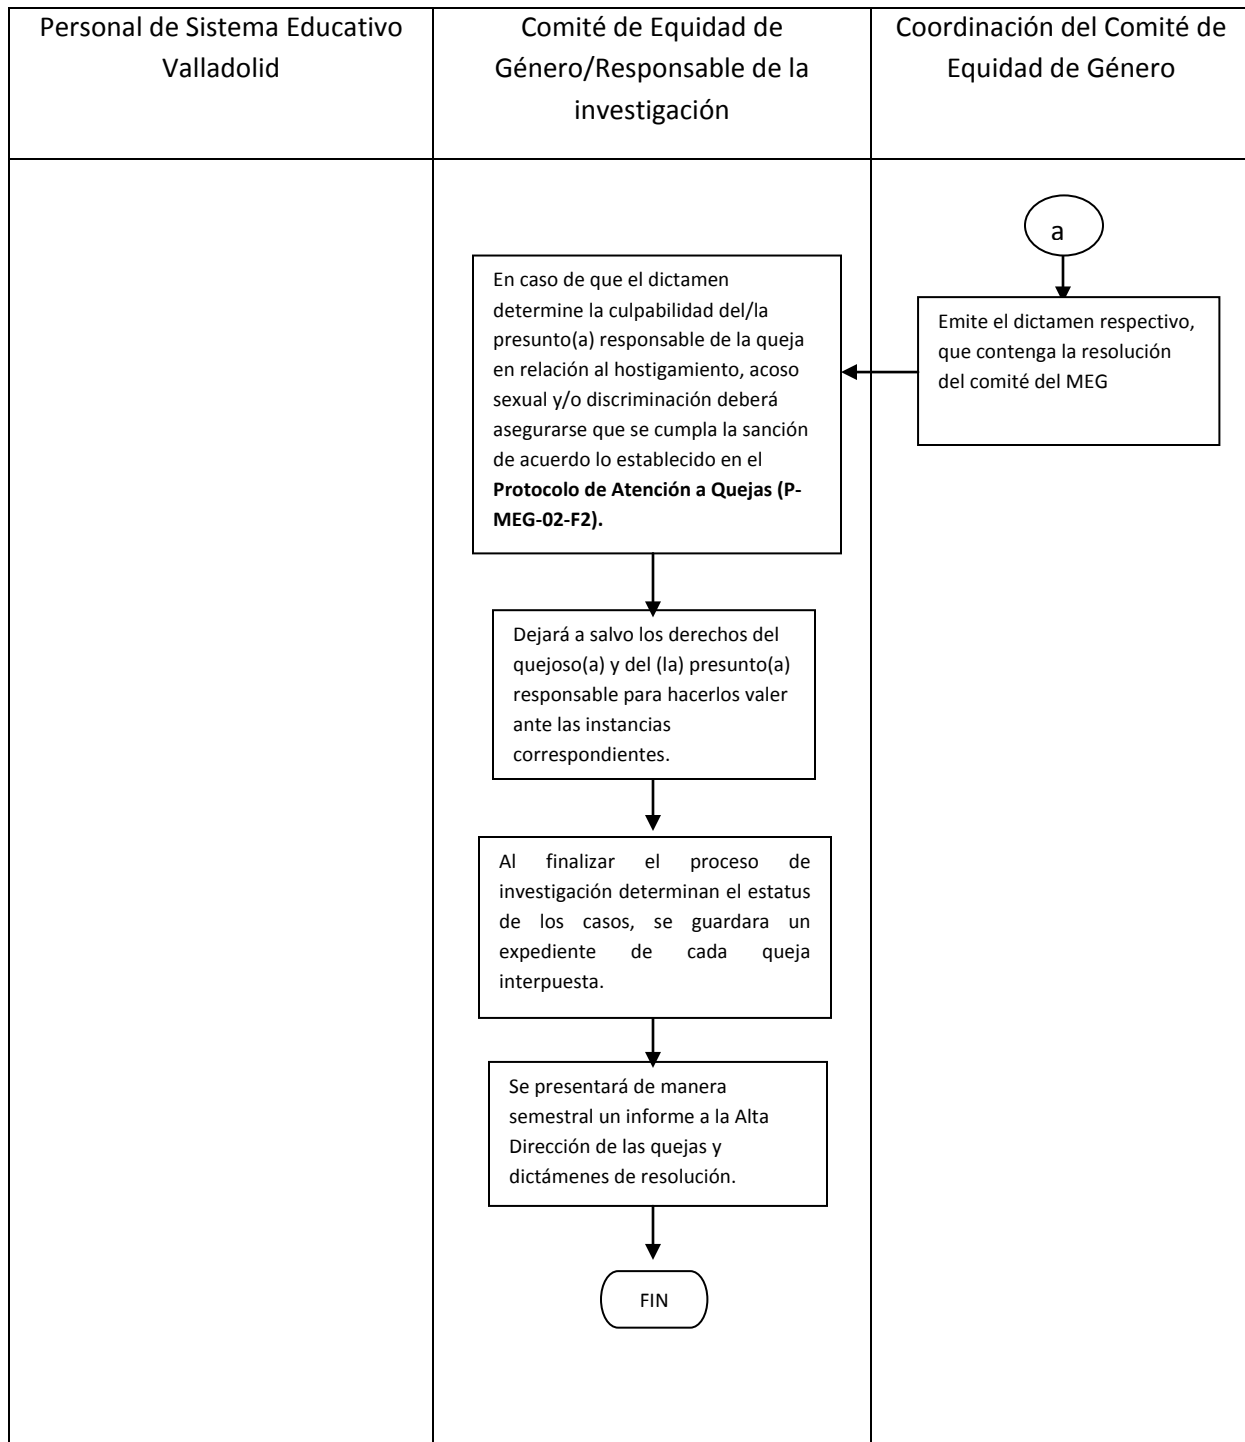 Personal de Sistema Educativo
Valladolid
Comité de Equidad de
Género/Responsable de la
investigación
Coordinación del Comité de
Equidad de Género
a
Emite el dictamen respectivo,
que contenga la resolución
del comité del MEG
En caso de que el dictamen
determine la culpabilidad del/la
presunto(a) responsable de la queja
en relación al hostigamiento, acoso
sexual y/o discriminación deberá
asegurarse que se cumpla la sanción
de acuerdo lo establecido en el
Protocolo de Atención a Quejas (P-
MEG-02-F2).
Dejará a salvo los derechos del
quejoso(a) y del (la) presunto(a)
responsable para hacerlos valer
ante las instancias
correspondientes.
Al finalizar el proceso de
investigación determinan el estatus
de los casos, se guardara un
expediente de cada queja
interpuesta.
Se presentará de manera
semestral un informe a la Alta
Dirección de las quejas y
dictámenes de resolución.
FIN